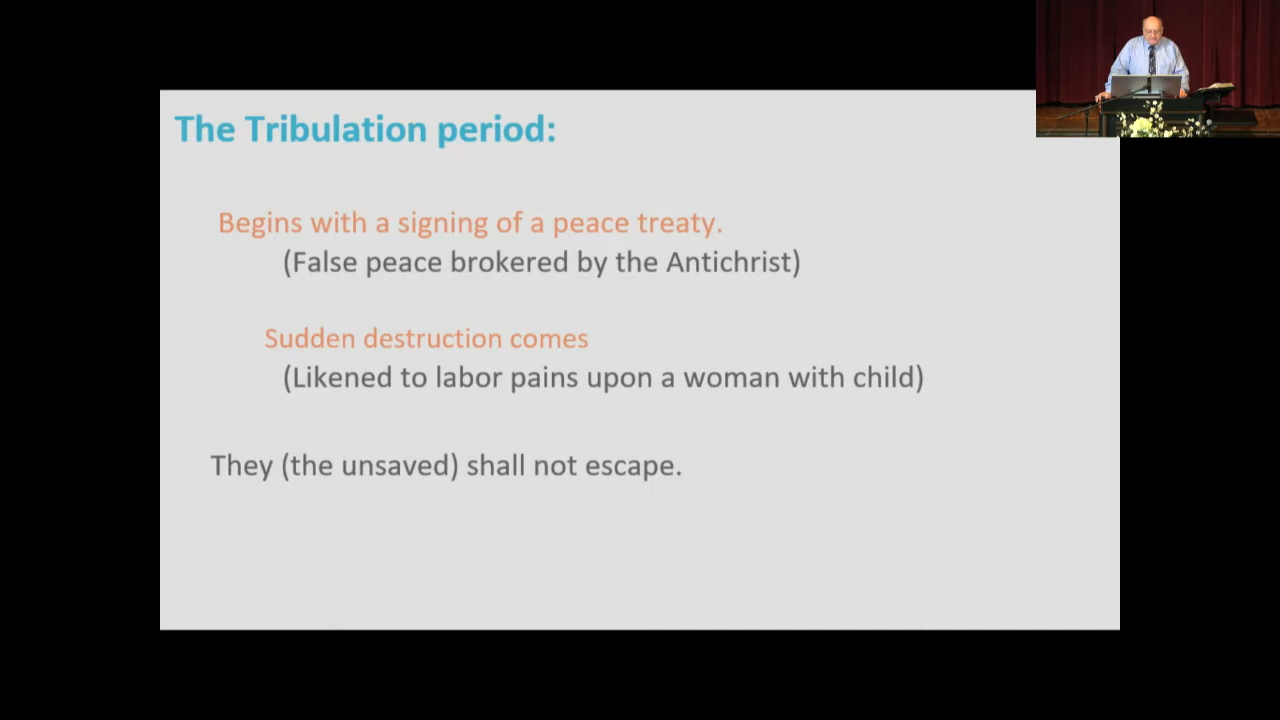 The Tribulation period:
Begins with a signing of a peace treaty.
(False peace brokered by the Antichrist)
Sudden destruction comes
(Likened to labor pains upon a woman with child)
They (the unsaved) shall not escape.